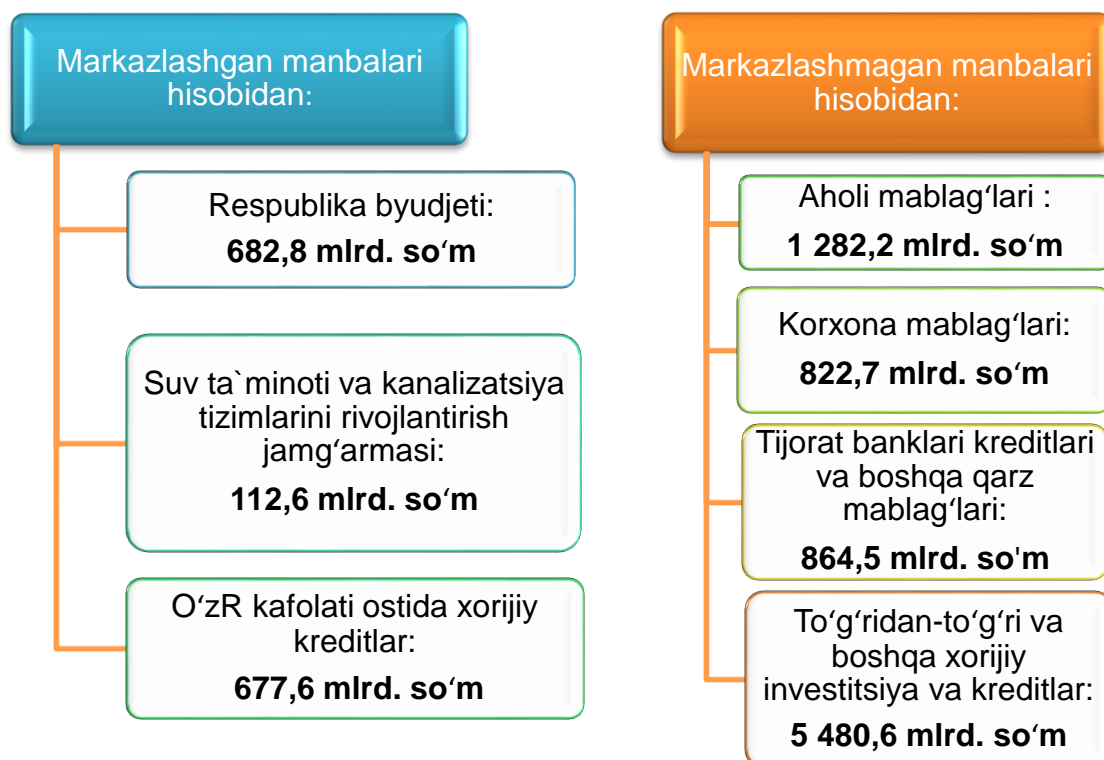 Markazlashgan manbalari
hisobidan:
Respublika byudjeti:
682,8 mlrd. so‘m
Suv ta`minoti va kanalizatsiya
tizimlarini rivojlantirish
jamg‘armasi:
112,6 mlrd. so‘m
O‘zR kafolati ostida xorijiy
kreditlar:
677,6 mlrd. so‘m
Markazlashmagan manbalari
hisobidan:
Aholi mablag‘lari :
1 282,2 mlrd. so‘m
Korxona mablag‘lari:
822,7 mlrd. so‘m
Tijorat banklari kreditlari
va boshqa qarz
mablag‘lari:
864,5 mlrd. so'm
To‘g‘ridan-to‘g‘ri va
boshqa xorijiy
investitsiya va kreditlar:
5 480,6 mlrd. so‘m